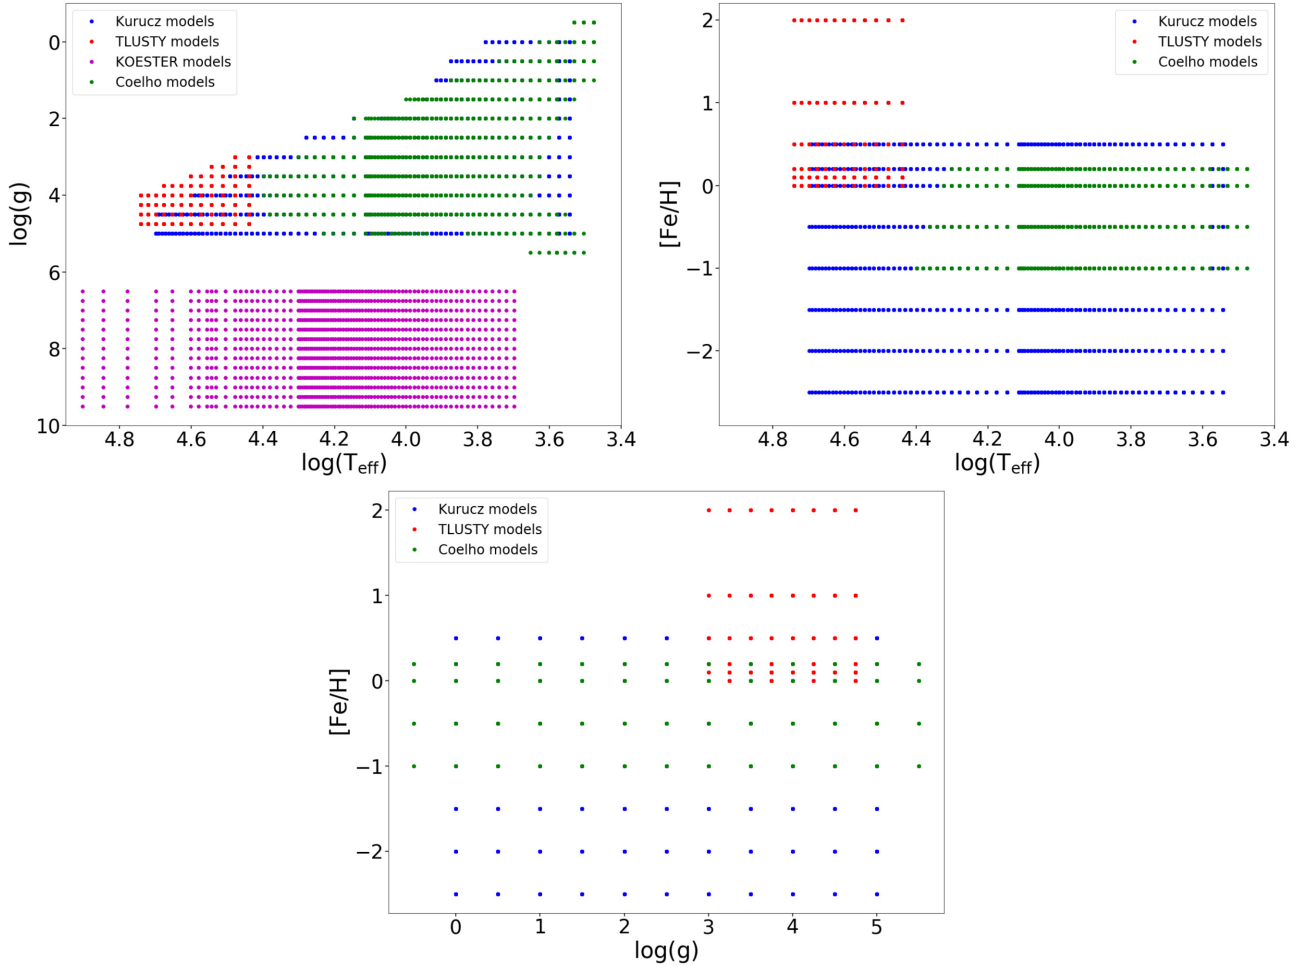 Kurucz models
TLUSTY models
KOESTER models
Coelho models
0
2
4
6
8
10
log(g)
4.8 4.6 4.4 4.2 4.0 3.8 3.6 3.4
log(T_eff)
Kurucz models
TLUSTY models
Coelho models
2
1
0
−1
−2
[Fe/H]
4.8 4.6 4.4 4.2 4.0 3.8 3.6 3.4
log(T_eff)
Kurucz models
TLUSTY models
Coelho models
2
1
0
−1
−2
[Fe/H]
0 1 2 3 4 5
log(g)